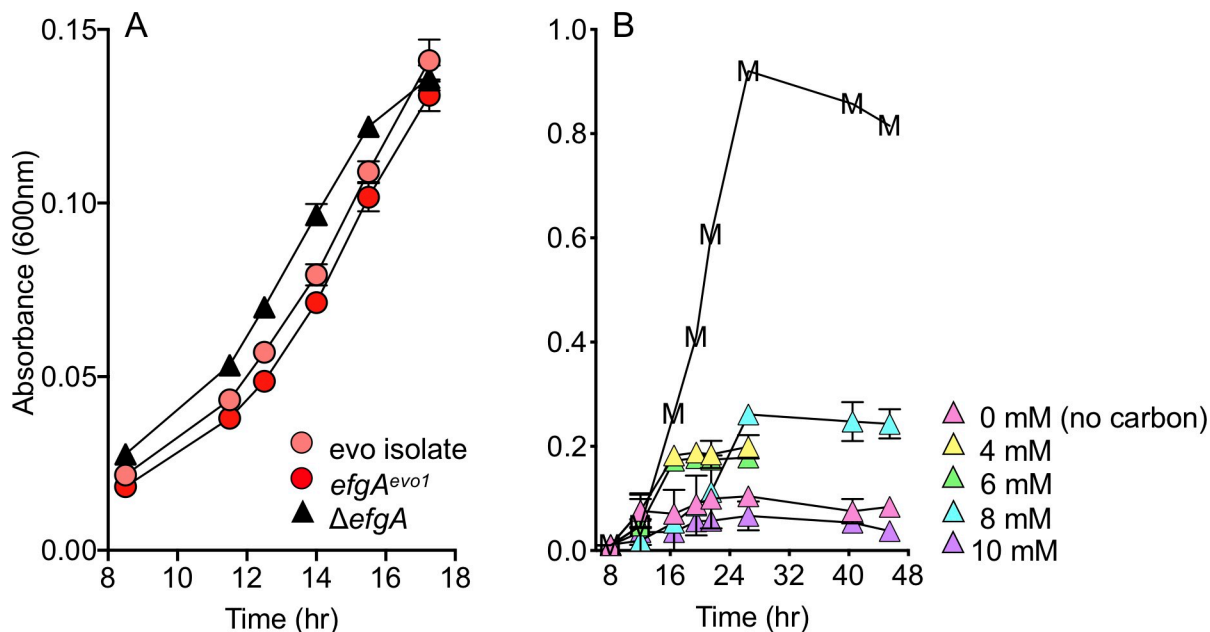 A
Absorbance (600nm)
0.15
0.10
0.05
0.00
8 10 12 14 16 18
Time (hr)
evo isolate
efgAevo1
ΔefgA
B
1.0
0.8
0.6
0.4
0.2
0.0
8 16 24 32 40 48
Time (hr)
M
M
M
M
M
M
M
M
0 mM (no carbon)
4 mM
6 mM
8 mM
10 mM